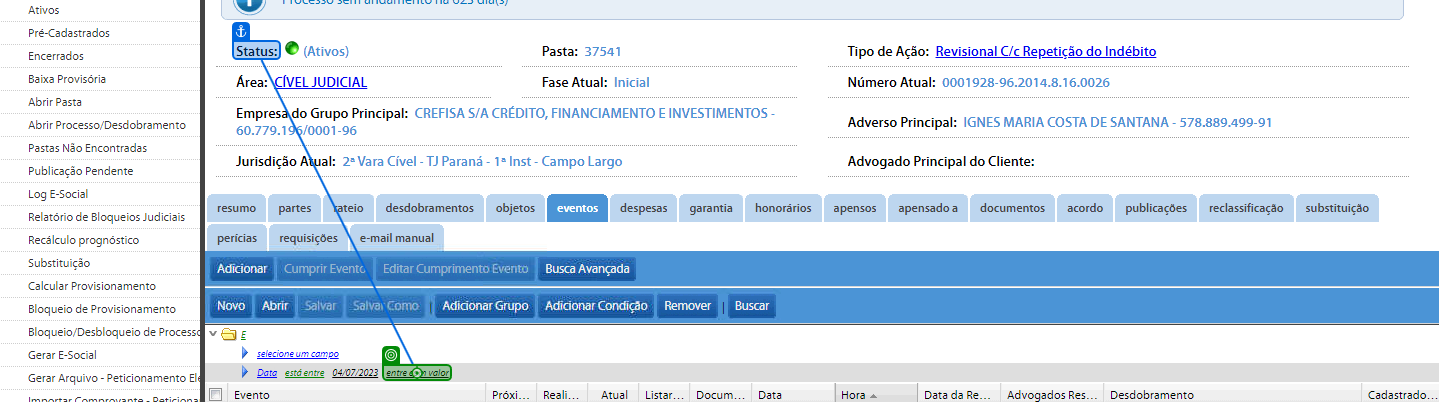 Ativos
Pré-Cadastrados
Encerrados
Baixa Provisória
Abrir Pasta
Abrir Processo/Desdobramento
Pastas Não Encontradas
Publicação Pendente
Log E-Social
Relatório de Bloqueios Judiciais
Recálculo prognóstico
Substituição
Calcular Provisionamento
Bloqueio de Provisionamento
Bloqueio/Desbloqueio de Processo
Gerar E-Social
Gerar Arquivo - Peticionamento Ele
Importar Comprovante - Peticiona
Processo sem andamento há 623 dia(s)
Status: (Ativos) Pasta: 37541 Tipo de Ação: Revisional C/c Repetição do Indébito
Área: CÍVEL JUDICIAL Fase Atual: Inicial Número Atual: 0001928-96.2014.8.16.0026
Empresa do Grupo Principal: CREFISA S/A CRÉDITO, FINANCIAMENTO E INVESTIMENTOS -
60.779.196/0001-96
Adverso Principal: IGNES MARIA COSTA DE SANTANA - 578.889.499-91
Jurisdição Atual: 2ª Vara Cível - TJ Paraná - 1ª Inst - Campo Largo Advogado Principal do Cliente:
resumo partes rateio desdobramentos objetos eventos despesas garantia honorários apensos apensado a documentos acordo publicações reclassificação substituição
perícias requisições e-mail manual
Adicionar Cumprir Evento Editar Cumprimento Evento Busca Avançada
Novo Abrir Salvar Salvar Como | Adicionar Grupo Adicionar Condição Remover | Buscar
E
selecione um campo
Data está entre 04/07/2023 entre com valor
Evento Próxi... Reali... Atual Listar... Docum... Data Hora Data da Re... Advogados Res... Desdobramento Cadastrado...